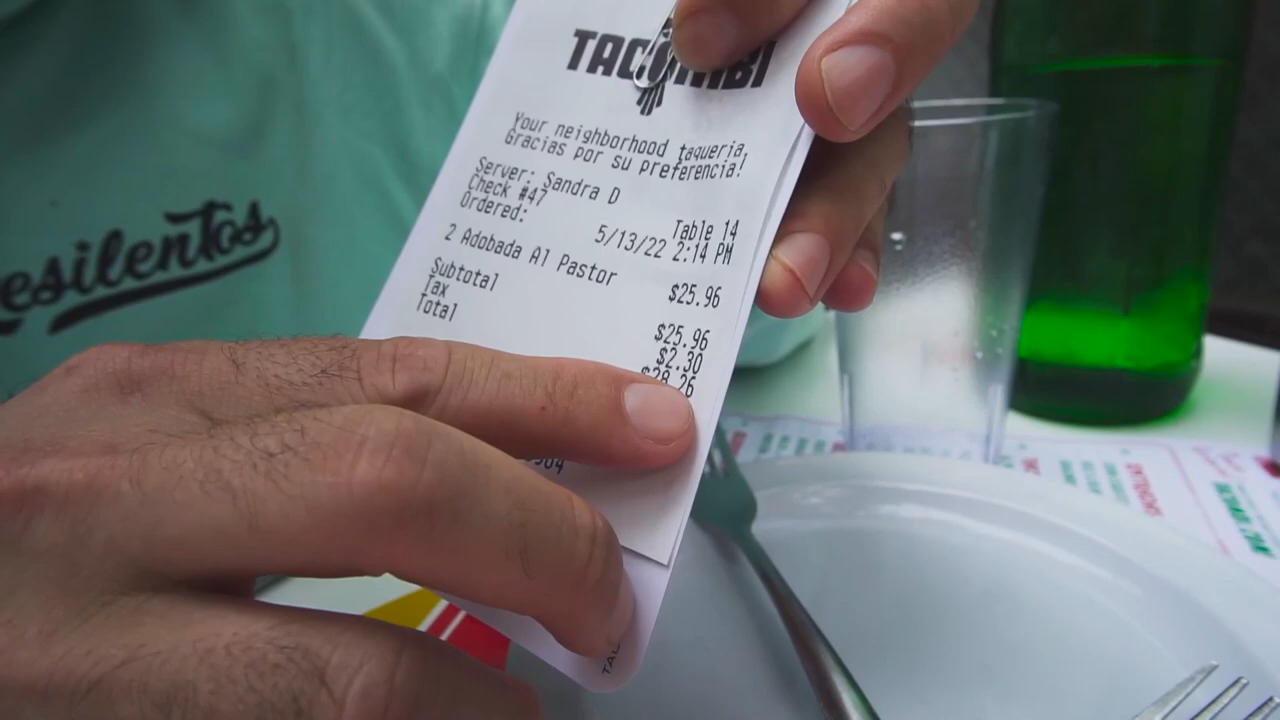 TACOMBI
Your neighborhood taqueria,
Gracias por su preferencia!
Server: Sandra D
Check #47
Table 14
Ordered:
5/13/22 2:14 PM
2 Adobada Al Pastor
$25.96
Subtotal
$25.96
Tax
$2.30
Total
$28.26
esilentos